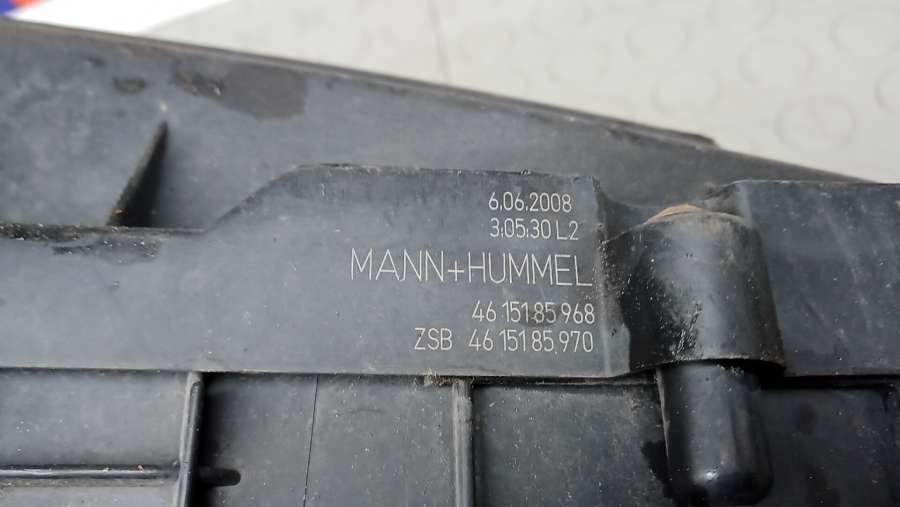 6.06.2008
3:05:30 L2
MANN+HUMMEL
46 151 85 968
ZSB 46 151 85 970